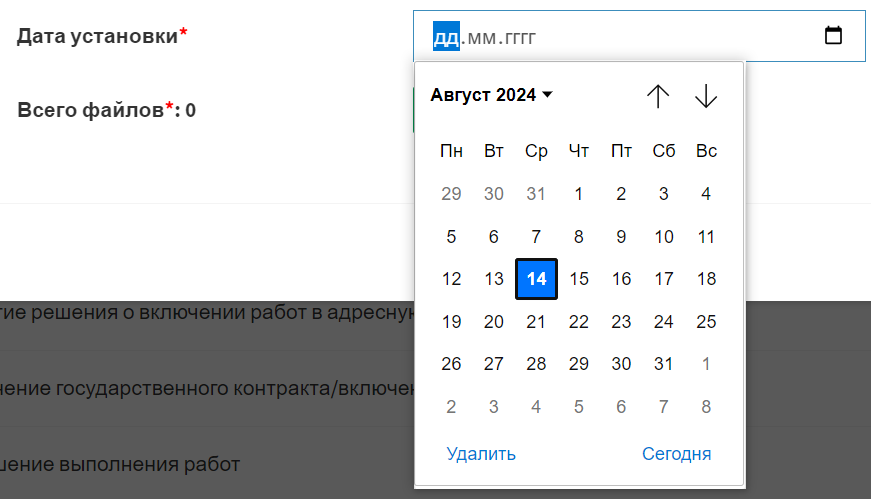 Дата установки*
дд.мм.гггг
Всего файлов*: 0
Август 2024
Пн Вт Ср Чт Пт Сб Вс
29 30 31 1 2 3 4
5 6 7 8 9 10 11
12 13 14 15 16 17 18
19 20 21 22 23 24 25
26 27 28 29 30 31 1
2 3 4 5 6 7 8
Удалить Сегодня
тие решения о включении работ в адресную
чение государственного контракта/включен
шение выполнения работ